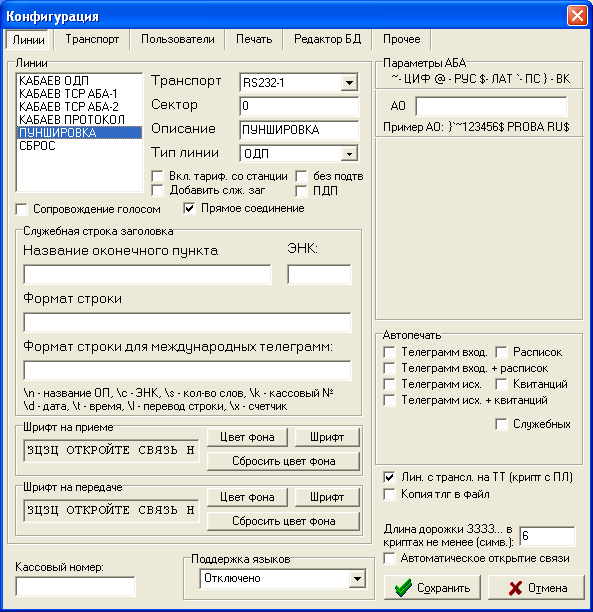 Конфигурация
Линии Транспорт Пользователи Печать Редактор БД Прочее
Линии
КАБАЕВ ОДП
КАБАЕВ ТСР АБА-1
КАБАЕВ ТСР АБА-2
КАБАЕВ ПРОТОКОЛ
ПУНШИРОВКА
СБРОС
Транспорт RS232-1
Сектор 0
Описание ПУНШИРОВКА
Тип линии ОДП
Вкл. тариф. со станции без подтв
Добавить слж. заг ПДП
Сопровождение голосом Прямое соединение
Служебная строка заголовка
Название оконечного пункта ЭНК:
Формат строки
Формат строки для международных телеграмм:
\n - название ОП, \c - ЭНК, \s - кол-во слов, \k - кассовый №
\d - дата, \t - время, \l - перевод строки, \x - счетчик
Шрифт на приеме
ЗЦЗЦ ОТКРОЙТЕ СВЯЗЬ Н
Цвет фона Шрифт
Сбросить цвет фона
Шрифт на передаче
ЗЦЗЦ ОТКРОЙТЕ СВЯЗЬ Н
Цвет фона Шрифт
Сбросить цвет фона
Кассовый номер:
Поддержка языков
Отключено
Параметры АБА
~- ЦИФ @ - РУС $- ЛАТ `- ПС } - ВК
АО
Пример АО: }`~123456$ PROBA RU$
Автопечать
Телеграмм вход. Расписок
Телеграмм вход. + расписок
Телеграмм исх. Квитанций
Телеграмм исх. + квитанций
Служебных
Лин. с трансл. на ТТ (крипт с ПЛ)
Копия тлг в Файл
Длина дорожки ЗЗЗЗ... в
криптах не менее (симв.): 6
Автоматическое открытие связи
Сохранить Отмена